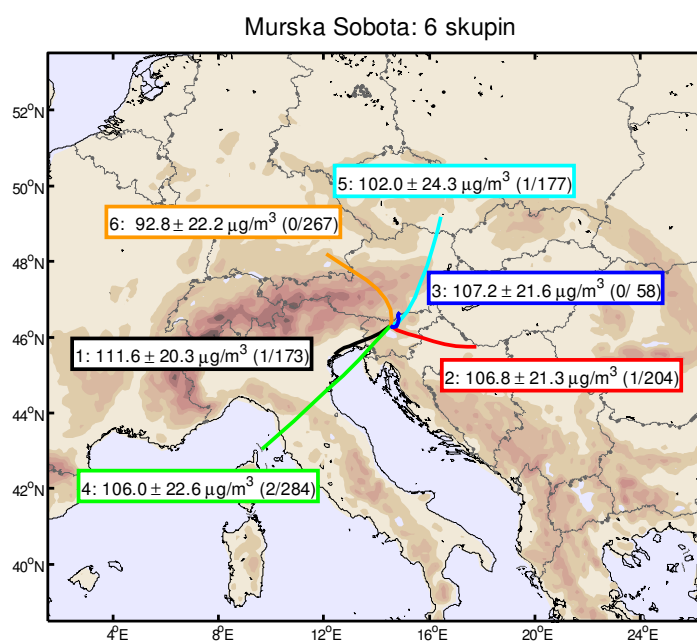 Murska Sobota: 6 skupin
52°N
50°N
48°N
46°N
44°N
42°N
40°N
5: 102.0 ± 24.3 μg/m³ (1/177)
6: 92.8 ± 22.2 μg/m³ (0/267)
3: 107.2 ± 21.6 μg/m³ (0/ 58)
1: 111.6 ± 20.3 μg/m³ (1/173)
2: 106.8 ± 21.3 μg/m³ (1/204)
4: 106.0 ± 22.6 μg/m³ (2/284)
4°E
8°E
12°E
16°E
20°E
24°E